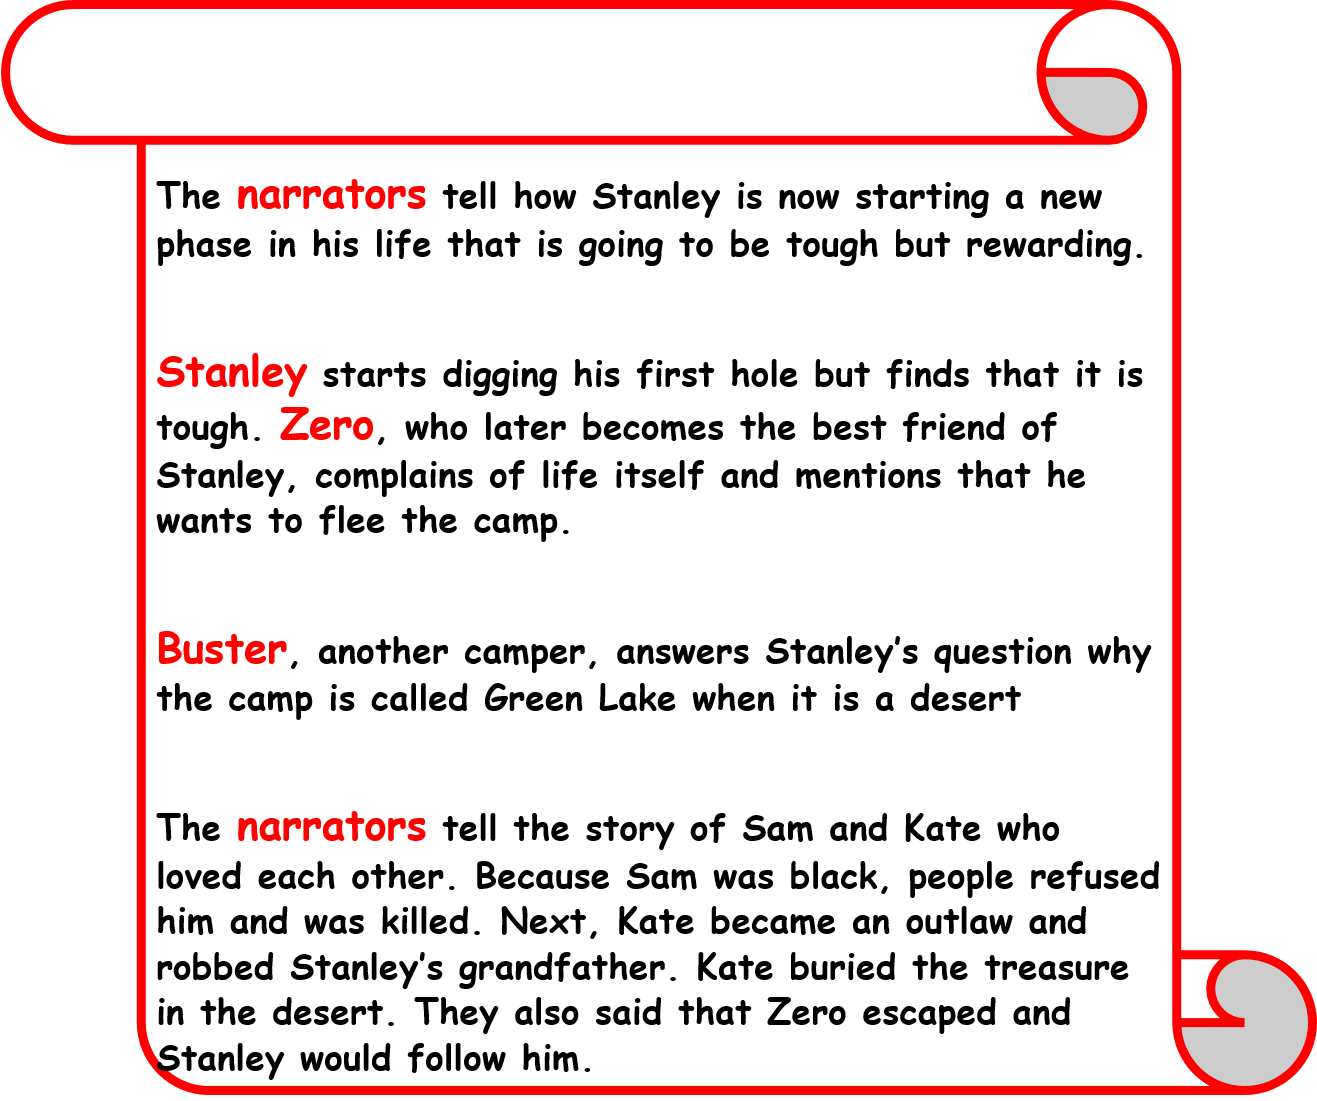 The narrators tell how Stanley is now starting a new
phase in his life that is going to be tough but rewarding.
Stanley starts digging his first hole but finds that it is
tough. Zero, who later becomes the best friend of
Stanley, complains of life itself and mentions that he
wants to flee the camp.
Buster, another camper, answers Stanley’s question why
the camp is called Green Lake when it is a desert
The narrators tell the story of Sam and Kate who
loved each other. Because Sam was black, people refused
him and was killed. Next, Kate became an outlaw and
robbed Stanley’s grandfather. Kate buried the treasure
in the desert. They also said that Zero escaped and
Stanley would follow him.